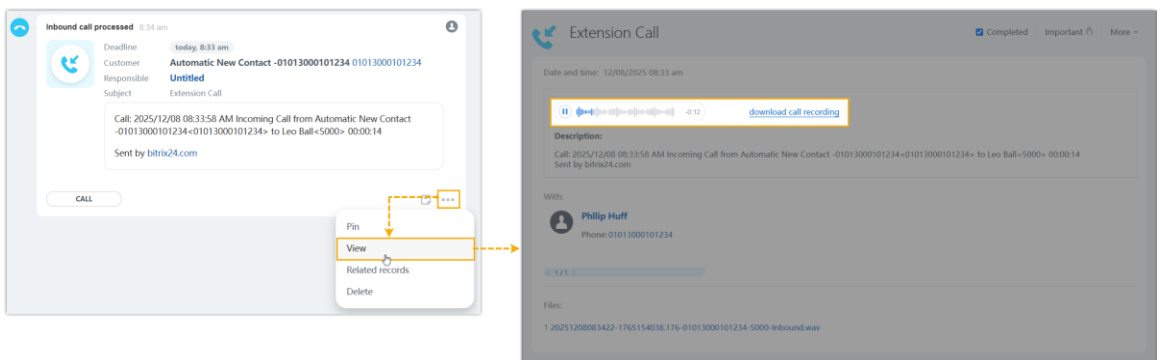 Inbound call processed 8:34 am
Deadline today, 8:33 am
Customer Automatic New Contact -01013000101234 01013000101234
Responsible Untitled
Subject Extension Call
Call: 2025/12/08 08:33:58 AM Incoming Call from Automatic New Contact
-01013000101234<01013000101234> to Leo Ball<5000> 00:00:14
Sent by bitrix24.com
CALL
Pin
View
Related records
Delete
Extension Call
Completed Important More
Date and time: 12/08/2025 08:33 am
-0:12 download call recording
Description:
Call: 2025/12/08 08:33:58 AM Incoming Call from Automatic New Contact -01013000101234<01013000101234> to Leo Ball<5000> 00:00:14
Sent by bitrix24.com
With:
Philip Huff
Phone: 01013000101234
< 1 / 1 >
Files:
1 20251208083422-1765154038.176-01013000101234-5000-Inbound.wav